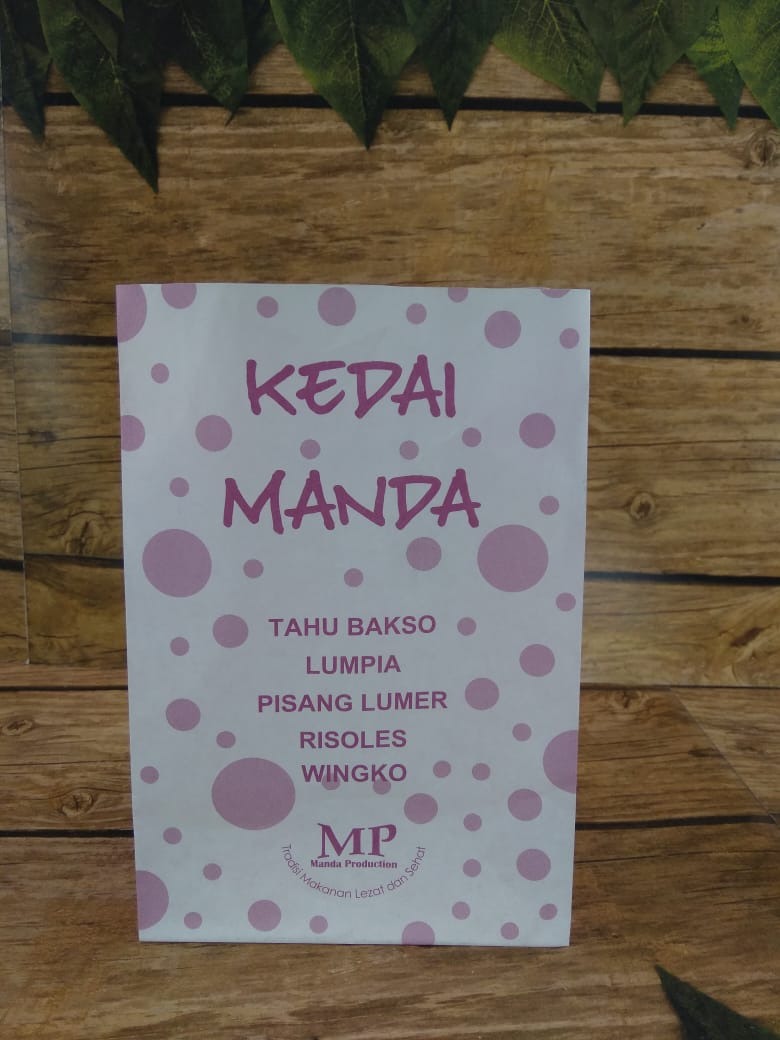 KEDAI
MANDA
TAHU BAKSO
LUMPIA
PISANG LUMER
RISOLES
WINGKO
MP
Manda Production
Tradisi Makanan Lezat dan Sehat